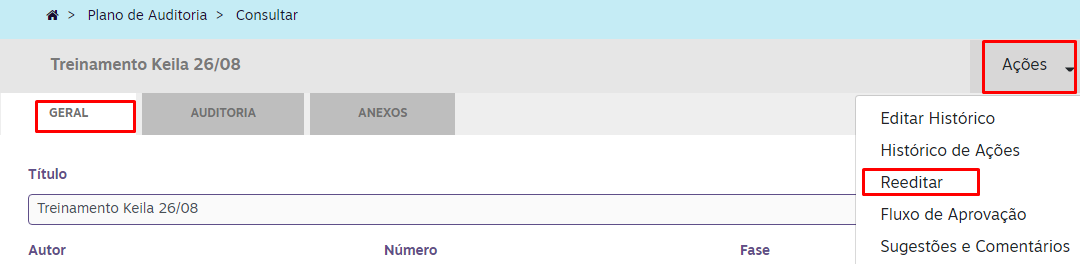 > Plano de Auditoria > Consultar
Treinamento Keila 26/08
Ações
GERAL AUDITORIA ANEXOS
Editar Histórico
Histórico de Ações
Reeditar
Fluxo de Aprovação
Sugestões e Comentários
Título
Treinamento Keila 26/08
Autor Número Fase